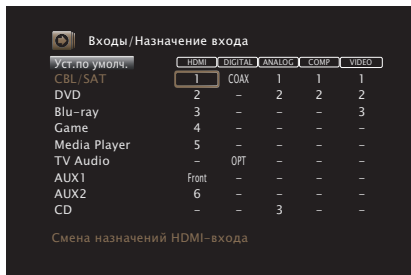 Входы/Назначение входа
Уст.по умолч. HDMI DIGITAL ANALOG COMP VIDEO
CBL/SAT 1 COAX 1 1 1
DVD 2 – 2 2 2
Blu-ray 3 – – – 3
Game 4 – – – –
Media Player 5 – – – –
TV Audio – OPT – – –
AUX1 Front – – – –
AUX2 6 – – – –
CD – – 3 – –
Смена назначений HDMI-входа